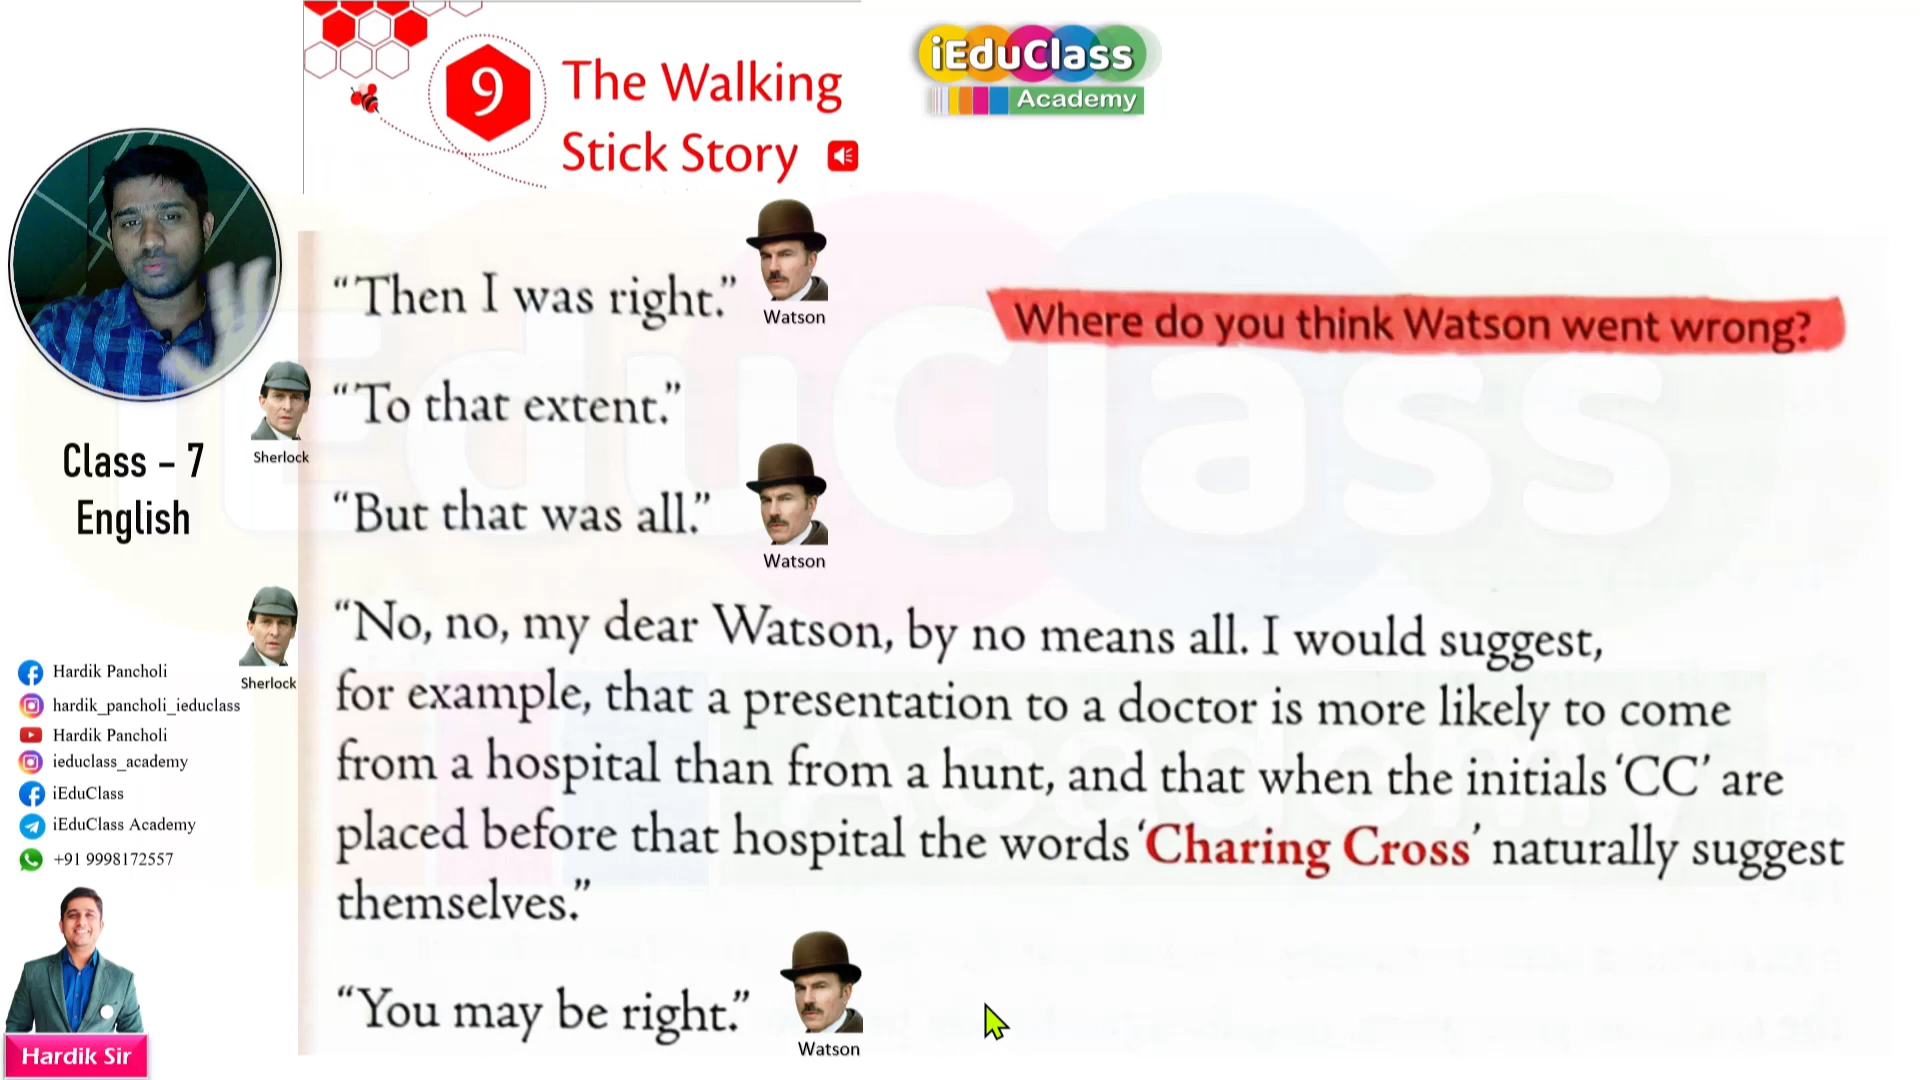 9
The Walking
Stick Story
iEduClass
Academy
“Then I was right.”
Watson
Where do you think Watson went wrong?
“To that extent.”
Sherlock
“But that was all.”
Watson
Class – 7
English
“No, no, my dear Watson, by no means all. I would suggest,
for example, that a presentation to a doctor is more likely to come
from a hospital than from a hunt, and that when the initials ‘CC’ are
placed before that hospital the words ‘Charing Cross’ naturally suggest
themselves.”
Sherlock
“You may be right.”
Watson
Hardik Pancholi
hardik_pancholi_ieduclass
Hardik Pancholi
ieduclass_academy
iEduClass
iEduClass Academy
+91 9998172557
Hardik Sir
iEduClass
Academy